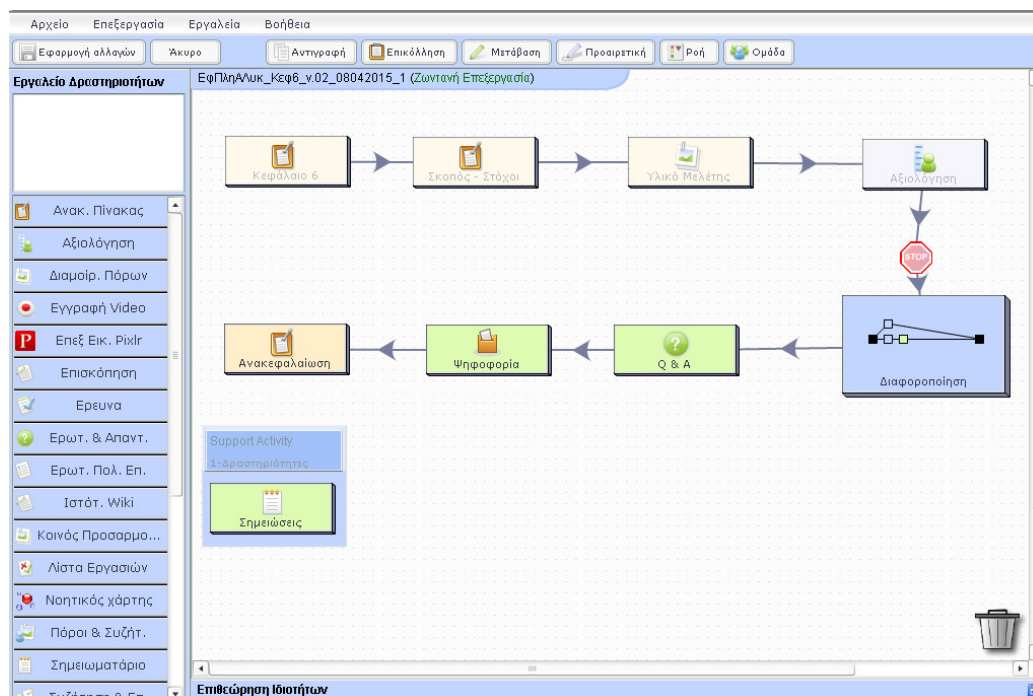 Αρχείο Επεξεργασία Εργαλεία Βοήθεια
Εφαρμογή αλλαγών Άκυρο Αντιγραφή Επικόλληση Μετάβαση Προαιρετική Ροή Ομάδα
Εργαλείο Δραστηριοτήτων
ΕφΠληΑΛυκ_Κεφ6_v.02_08042015_1 (Ζωντανή Επεξεργασία)
Ανακ. Πίνακας
Αξιολόγηση
Διαμοίρ. Πόρων
Εγγραφή Video
Επεξ Εικ. Pixlr
Επισκόπηση
Ερευνα
Ερωτ. & Απαντ.
Ερωτ. Πολ. Επ.
Ιστότ. Wiki
Κοινός Προσαρμο...
Λίστα Εργασιών
Νοητικός χάρτης
Πόροι & Συζήτ.
Σημειωματάριο
Κεφάλαιο 6
Σκοπός - Στόχοι
Υλικό Μελέτης
Αξιολόγηση
STOP
Διαφοροποίηση
Q & A
Ψηφοφορία
Ανακεφαλαίωση
Support Activity
1-Δραστηριότητες
Σημειώσεις
Επιθεώρηση Ιδιοτήτων